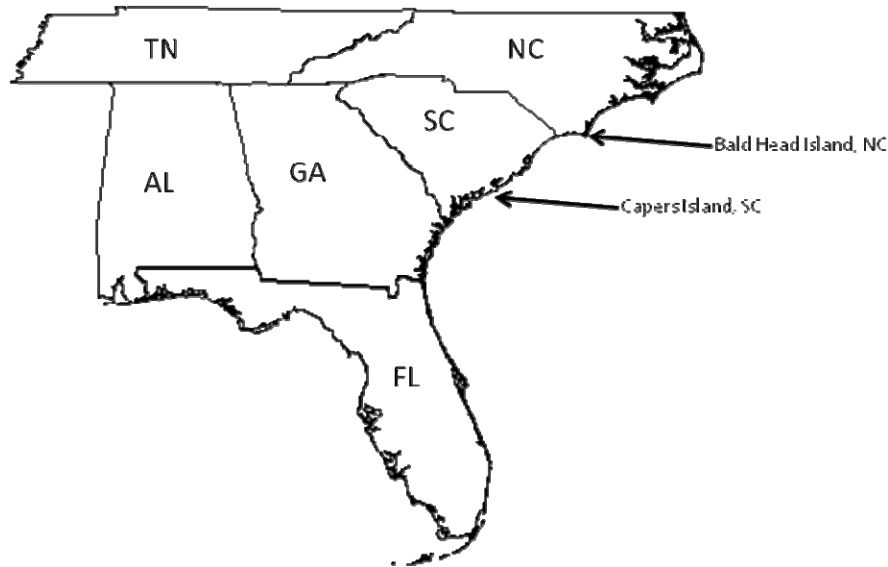 TN
NC
SC
Bald Head Island, NC
AL
GA
Capers Island, SC
FL